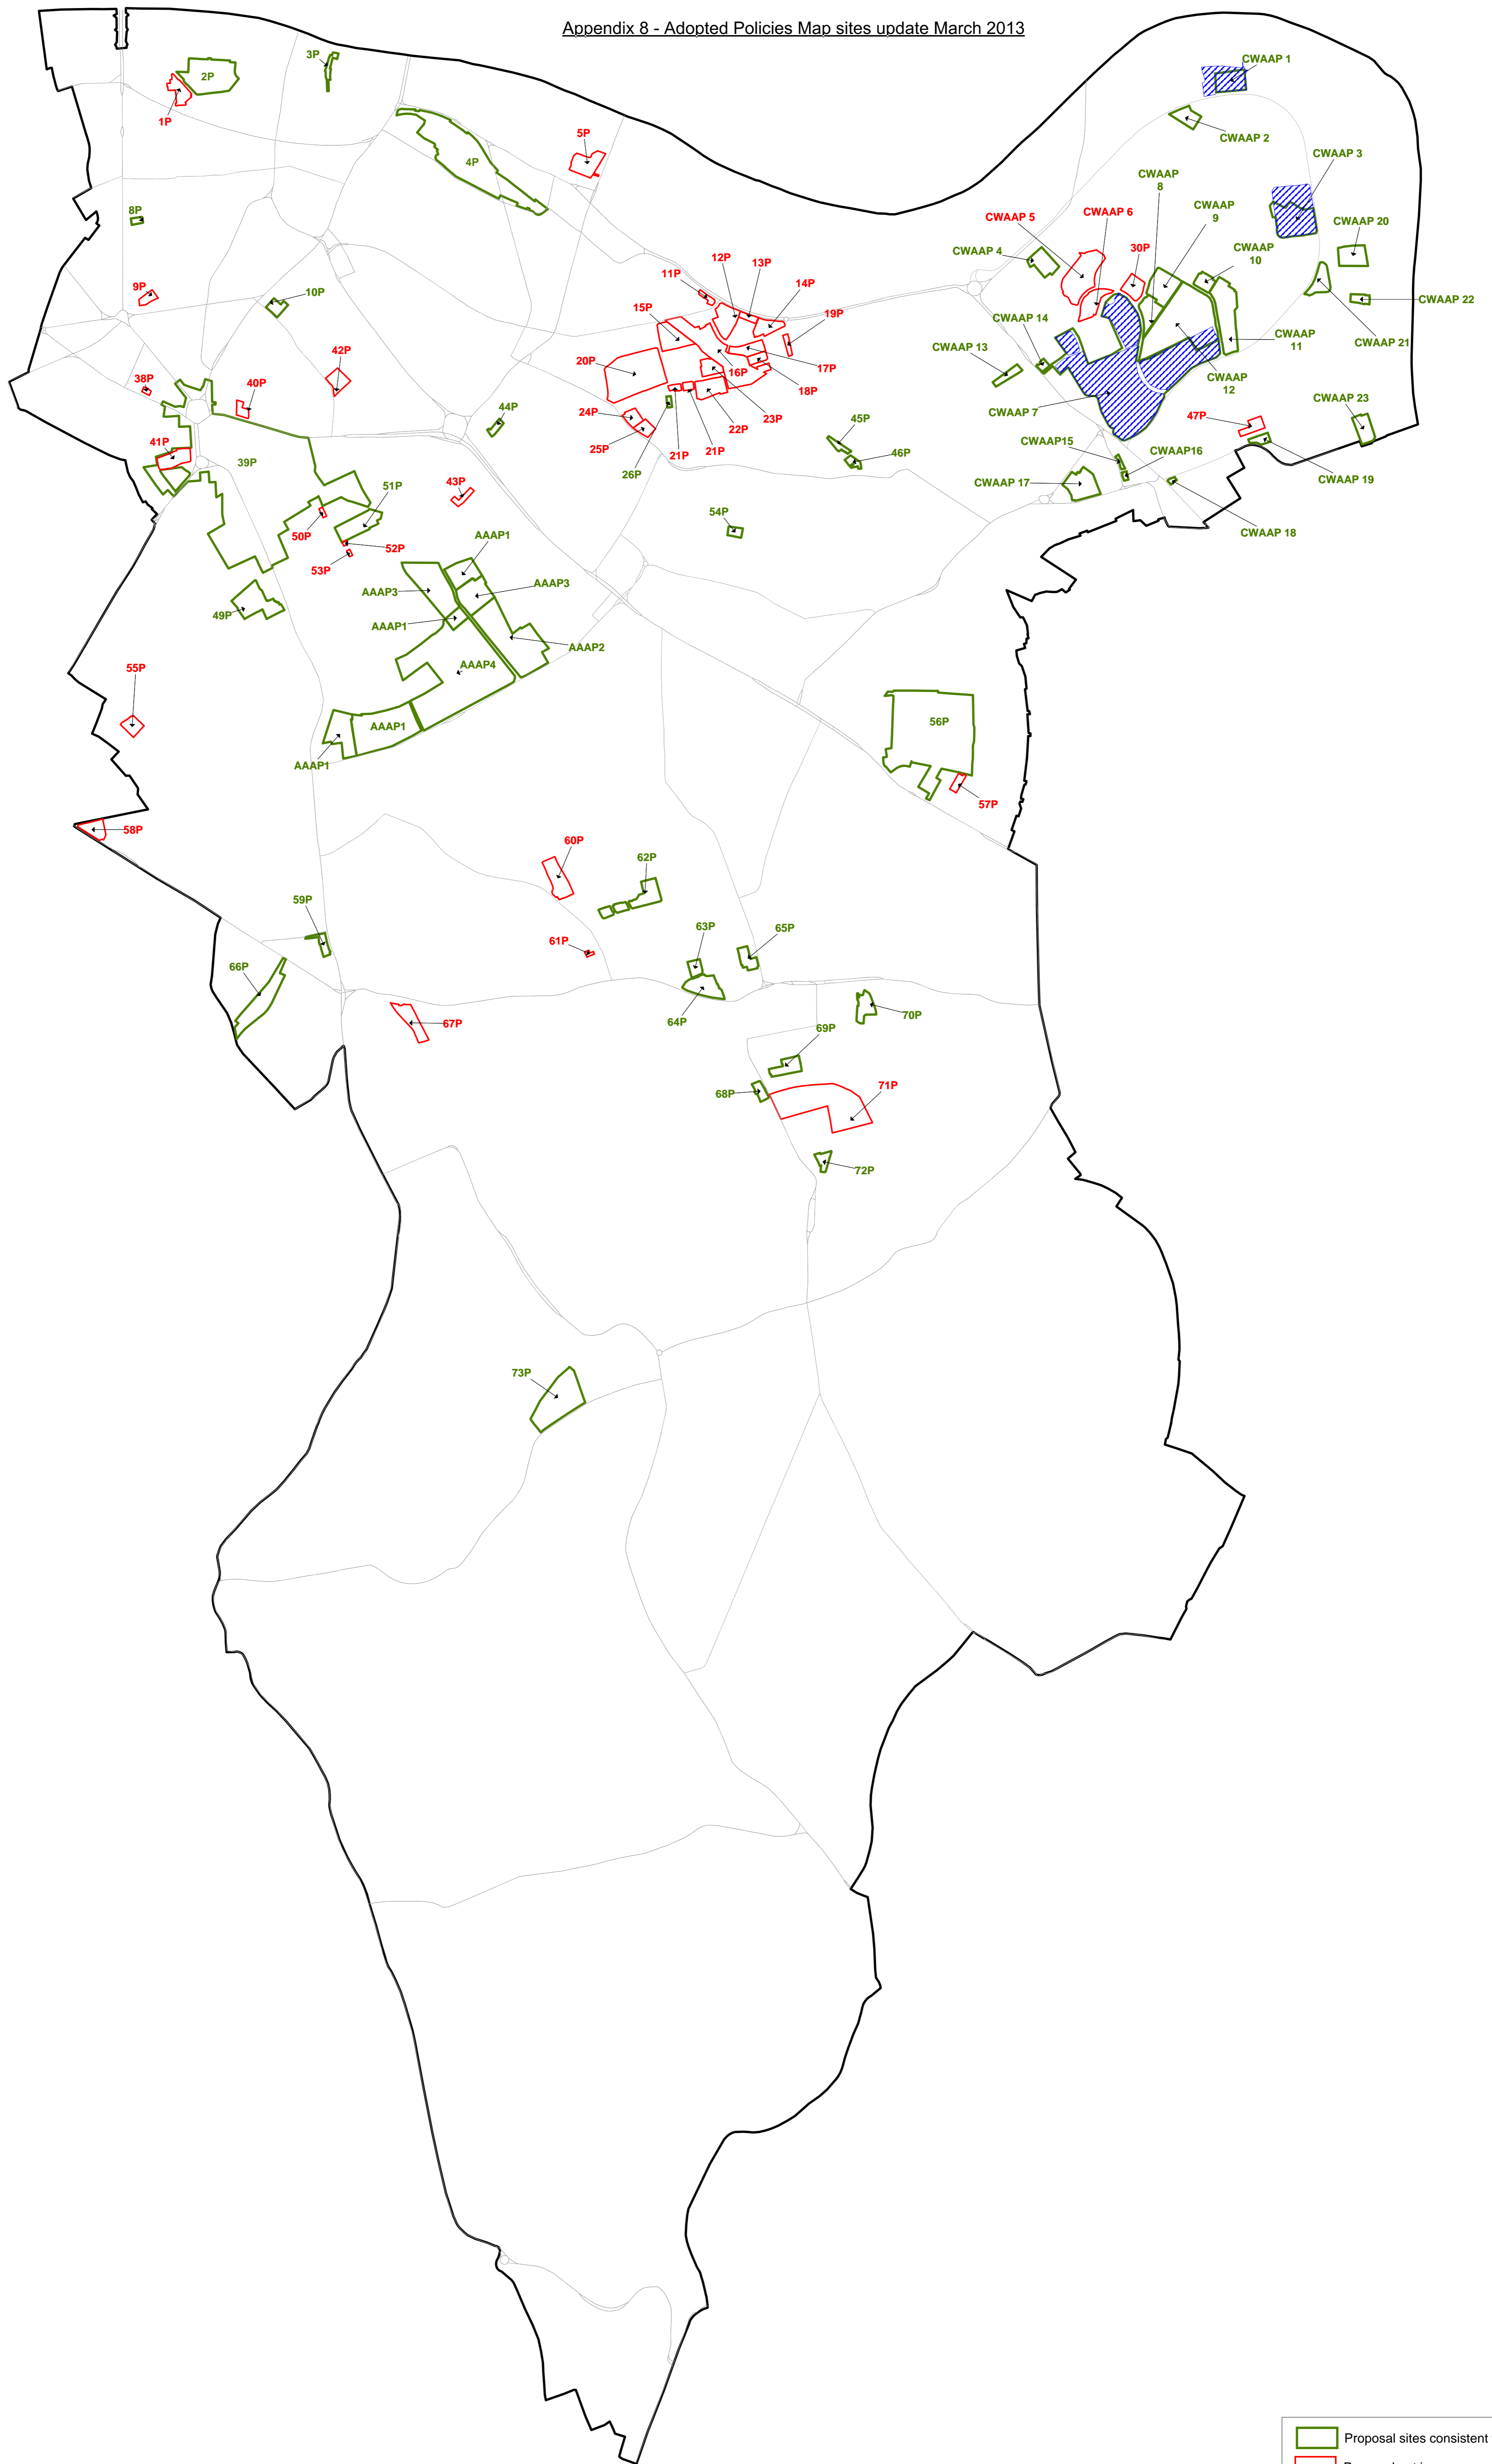 Appendix 8 - Adopted Policies Map sites update March 2013
3P
2P
1P
CWAAP 1
CWAAP 2
5P
4P
CWAAP 3
CWAAP
8
8P
CWAAP
9
CWAAP 5
CWAAP 6
CWAAP 20
30P
CWAAP 4
CWAAP
10
12P
13P
11P
14P
9P
10P
15P
19P
CWAAP 22
CWAAP 14
CWAAP
11
CWAAP 21
42P
20P
CWAAP 13
17P
16P
38P
40P
CWAAP
12
18P
CWAAP 7
CWAAP 23
44P
24P
23P
45P
47P
22P
25P
21P
21P
41P
39P
26P
46P
CWAAP15
CWAAP16
43P
51P
CWAAP 17
CWAAP 19
50P
54P
AAAP1
CWAAP 18
52P
53P
AAAP3
AAAP3
49P
AAAP1
AAAP2
AAAP4
55P
56P
AAAP1
AAAP1
57P
58P
60P
62P
59P
63P
65P
61P
66P
64P
67P
70P
69P
71P
68P
72P
73P
Proposal sites consistent